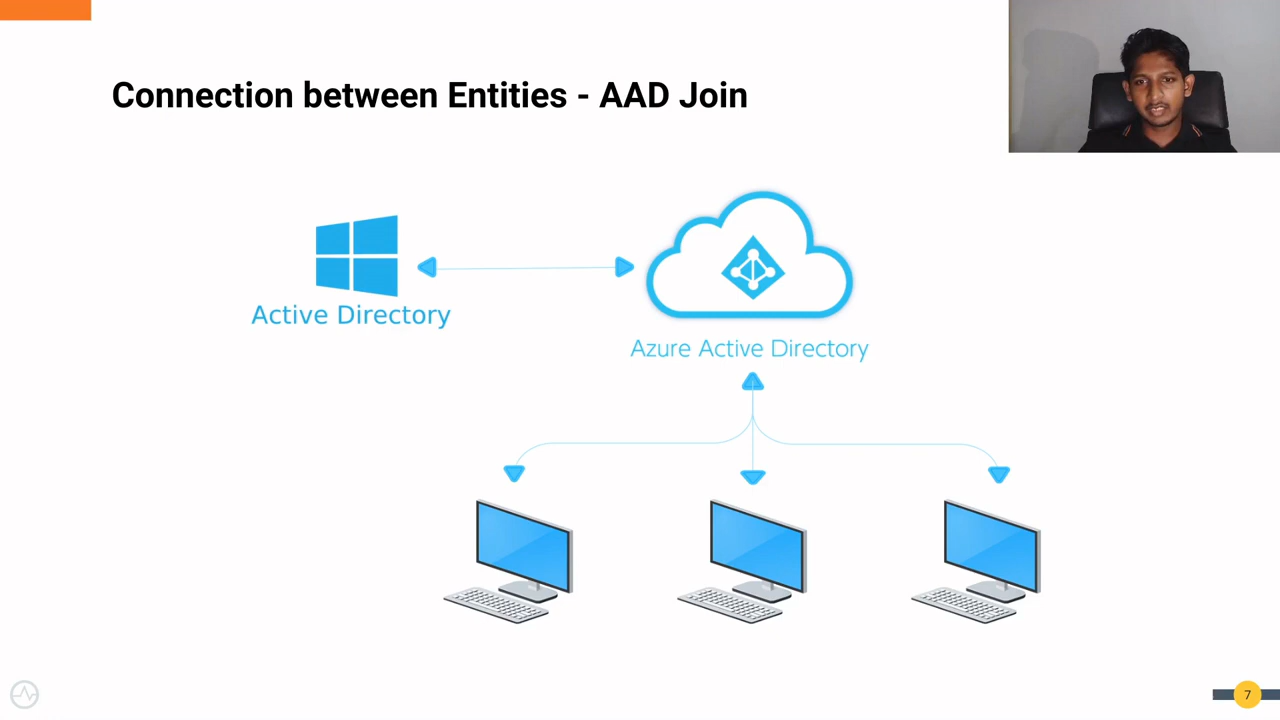 Connection between Entities - AAD Join
Active Directory
Azure Active Directory
7